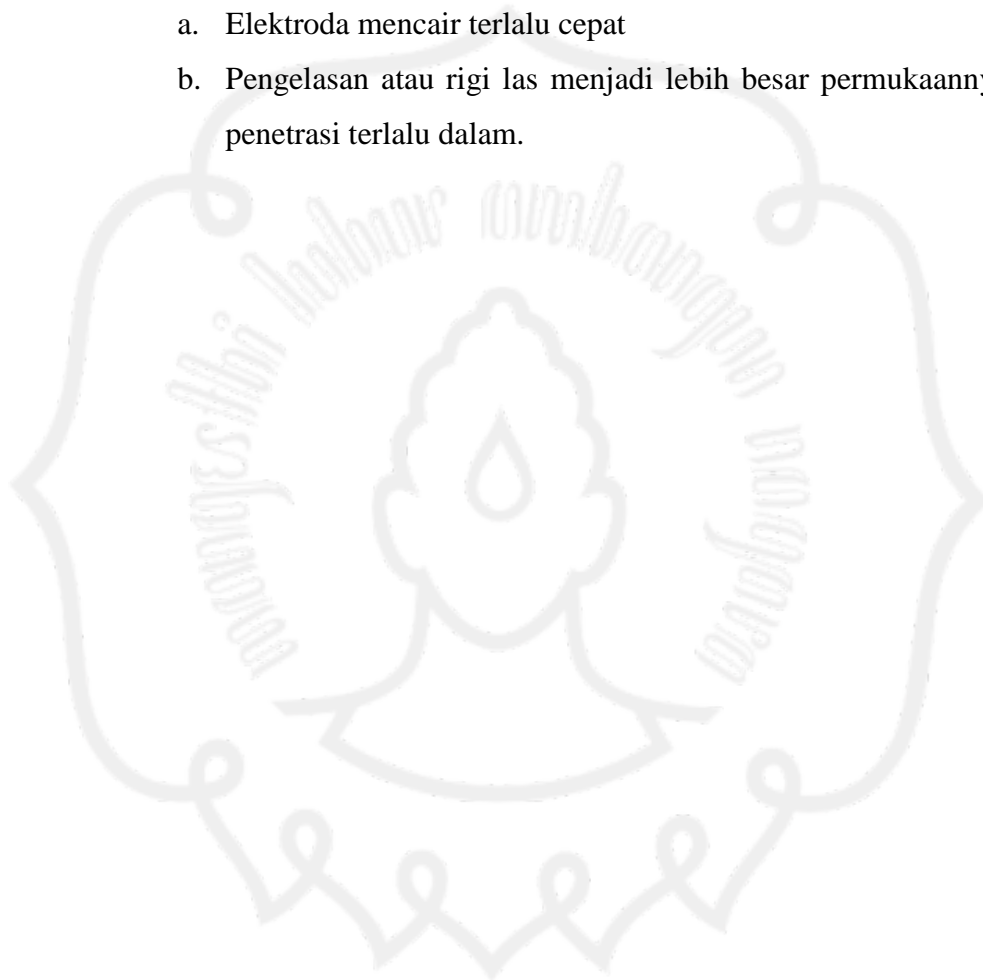 a. Elektroda mencair terlalu cepat
b. Pengelasan atau rigi las menjadi lebih besar permukaanny
penetrasi terlalu dalam.